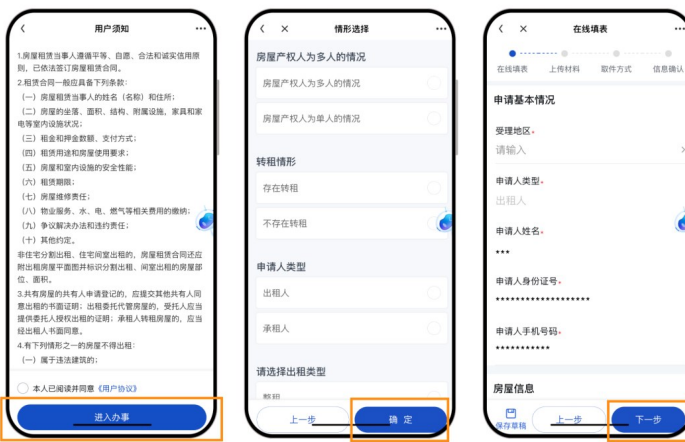 用户须知
1.房屋租赁当事人遵循平等、自愿、合法和诚实信用原
则，已依法签订房屋租赁合同。
2.租赁合同一般应具备下列条款：
（一）房屋租赁当事人的姓名（名称）和住所；
（二）房屋的坐落、面积、结构、附属设施，家具和家
电等室内设施状况；
（三）租金和押金数额、支付方式；
（四）租赁用途和房屋使用要求；
（五）房屋和室内设施的安全性能；
（六）租赁期限；
（七）房屋维修责任；
（八）物业服务、水、电、燃气等相关费用的缴纳；
（九）争议解决办法和违约责任；
（十）其他约定。
非住宅分割出租、住宅间室出租的，房屋租赁合同还应
附出租房屋平面图并标识分割出租、间室出租的房屋部
位、面积。
3.共有房屋的共有人申请登记的，应提交其他共有人同
意出租的书面证明；出租委托代管房屋的，受托人应当
提供委托人授权出租的证明；承租人转租房屋的，应当
经出租人书面同意。
4.有下列情形之一的房屋不得出租：
（一）属于违法建筑的；
本人已阅读并同意《用户协议》
进入办事
情形选择
房屋产权人为多人的情况
房屋产权人为多人的情况
房屋产权人为单人的情况
转租情形
存在转租
不存在转租
申请人类型
出租人
承租人
请选择出租类型
整租
上一步
确 定
在线填表
在线填表 上传材料 取件方式 信息确认
申请基本情况
受理地区*
请输入
申请人类型*
出租人
申请人姓名*
***
申请人身份证号*
*******************
申请人手机号码*
***********
房屋信息
保存草稿
上一步
下一步